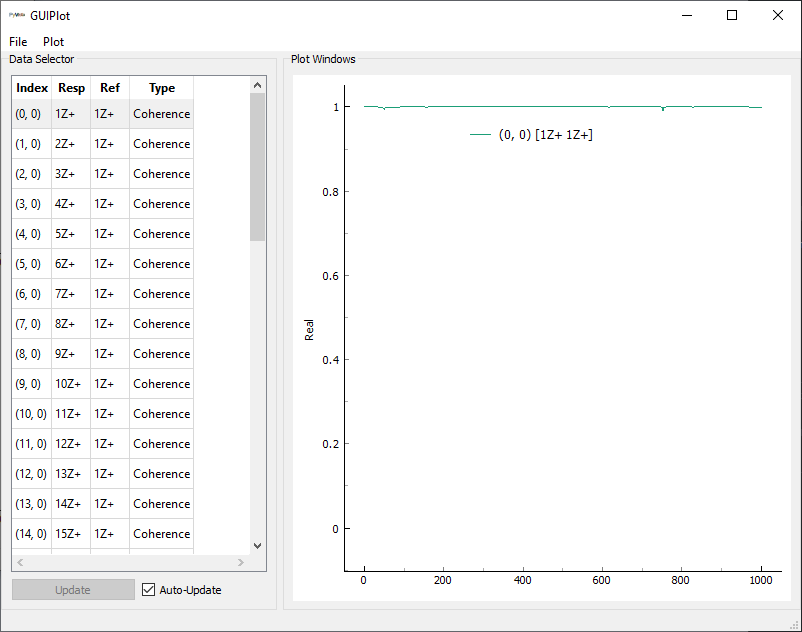 GUIPlot
File Plot
Data Selector
Index Resp Ref Type
(0, 0) 1Z+ 1Z+ Coherence
(1, 0) 2Z+ 1Z+ Coherence
(2, 0) 3Z+ 1Z+ Coherence
(3, 0) 4Z+ 1Z+ Coherence
(4, 0) 5Z+ 1Z+ Coherence
(5, 0) 6Z+ 1Z+ Coherence
(6, 0) 7Z+ 1Z+ Coherence
(7, 0) 8Z+ 1Z+ Coherence
(8, 0) 9Z+ 1Z+ Coherence
(9, 0) 10Z+ 1Z+ Coherence
(10, 0) 11Z+ 1Z+ Coherence
(11, 0) 12Z+ 1Z+ Coherence
(12, 0) 13Z+ 1Z+ Coherence
(13, 0) 14Z+ 1Z+ Coherence
(14, 0) 15Z+ 1Z+ Coherence
Update Auto-Update
Plot Windows
1
(0, 0) [1Z+ 1Z+]
0.8
0.6
Real
0.4
0.2
0
0 200 400 600 800 1000